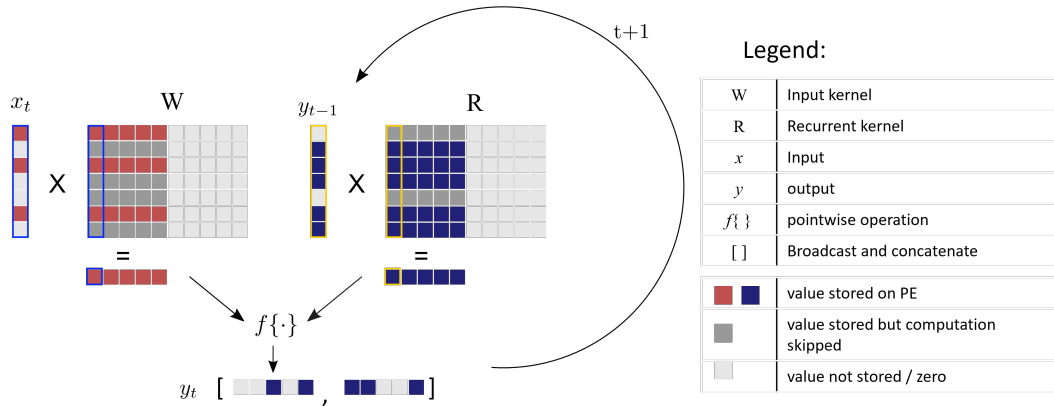 t+1
Legend:
x_t
W
y_{t−1}
R
X
X
=
=
f{·}
y_t [ , ]
W Input kernel
R Recurrent kernel
x Input
y output
f{ } pointwise operation
[ ] Broadcast and concatenate
value stored on PE
value stored but computation
skipped
value not stored / zero